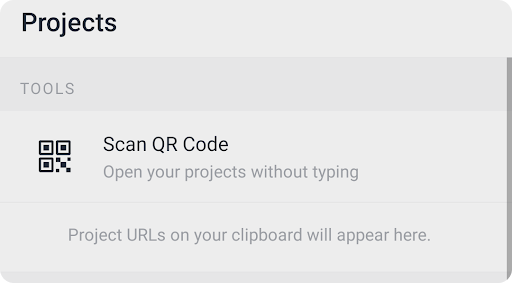 Projects
TOOLS
Scan QR Code
Open your projects without typing
Project URLs on your clipboard will appear here.